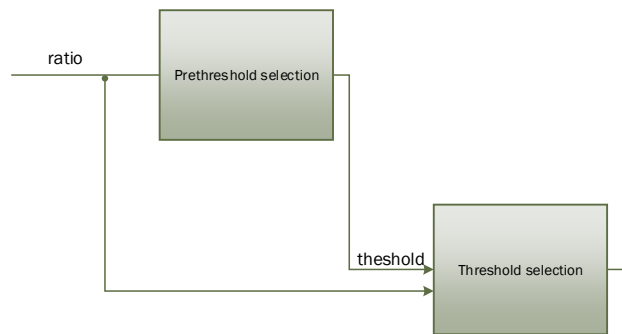 ratio
Prethreshold selection
theshold
Threshold selection